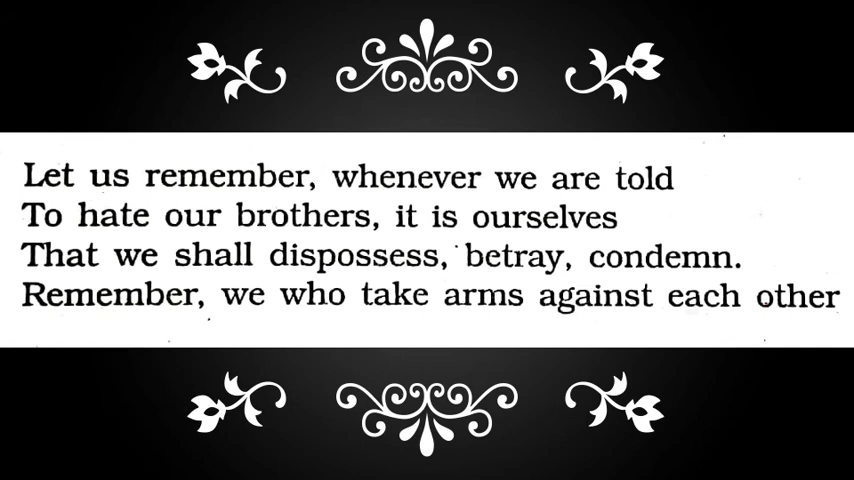 Let us remember, whenever we are told
To hate our brothers, it is ourselves
That we shall dispossess, betray, condemn.
Remember, we who take arms against each other